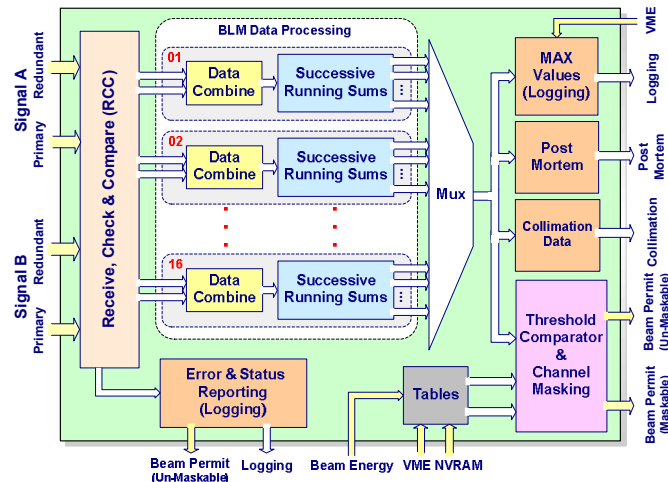 VME
BLM Data Processing
Signal A
Redundant
Primary
Signal B
Redundant
Primary
Receive, Check & Compare (RCC)
01
Data
Combine
Successive
Running Sums
...
02
Data
Combine
Successive
Running Sums
...
16
Data
Combine
Successive
Running Sums
...
Mux
MAX
Values
(Logging)
Logging
Post
Mortem
Post
Mortem
Collimation
Data
Collimation
Threshold
Comparator
&
Channel
Masking
Beam Permit
(Un-Maskable)
Beam Permit
(Maskable)
Error & Status
Reporting
(Logging)
Tables
Beam Permit
(Un-Maskable)
Logging
Beam Energy
VME
NVRAM